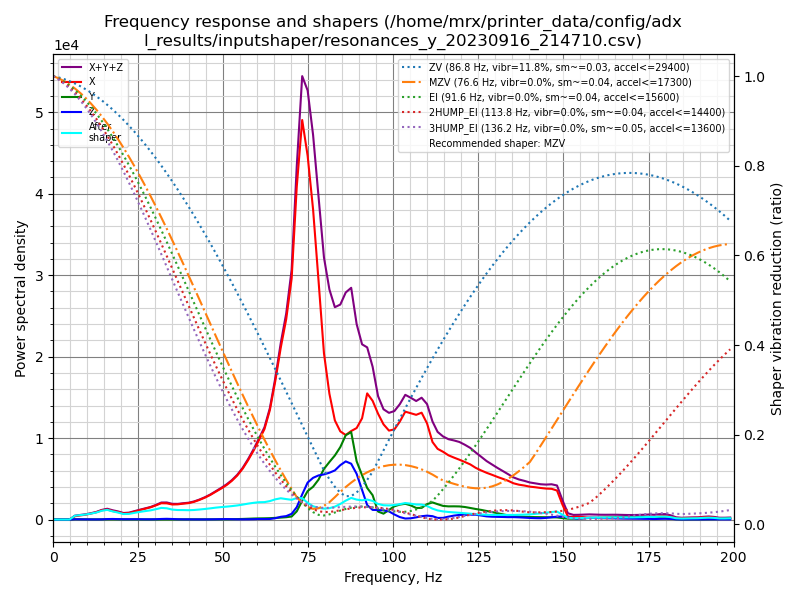 Frequency response and shapers (/home/mrx/printer_data/config/adx
l_results/inputshaper/resonances_y_20230916_214710.csv)
1e4
X+Y+Z
X
Y
Z
After
shaper
ZV (86.8 Hz, vibr=11.8%, sm~=0.03, accel<=29400)
MZV (76.6 Hz, vibr=0.0%, sm~=0.04, accel<=17300)
EI (91.6 Hz, vibr=0.0%, sm~=0.04, accel<=15600)
2HUMP_EI (113.8 Hz, vibr=0.0%, sm~=0.04, accel<=14400)
3HUMP_EI (136.2 Hz, vibr=0.0%, sm~=0.05, accel<=13600)
Recommended shaper: MZV
Power spectral density
5
4
3
2
1
0
1.0
0.8
0.6
0.4
0.2
0.0
Shaper vibration reduction (ratio)
0 25 50 75 100 125 150 175 200
Frequency, Hz